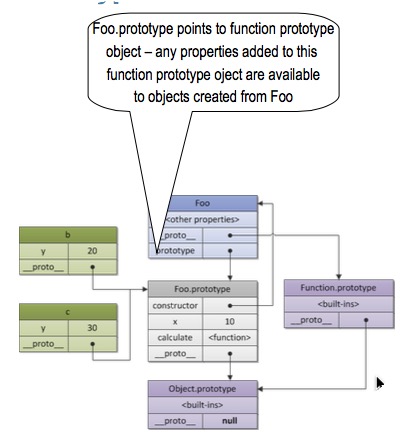 Foo.prototype points to function prototype
object – any properties added to this
function prototype oject are available
to objects created from Foo
Foo
<other properties>
_proto__
prototype
b
y 20
__proto__
Foo.prototype
constructor
x 10
calculate <function>
__proto__
Function.prototype
<built-ins>
__proto__
c
y 30
__proto__
Object.prototype
<built-ins>
__proto__ null